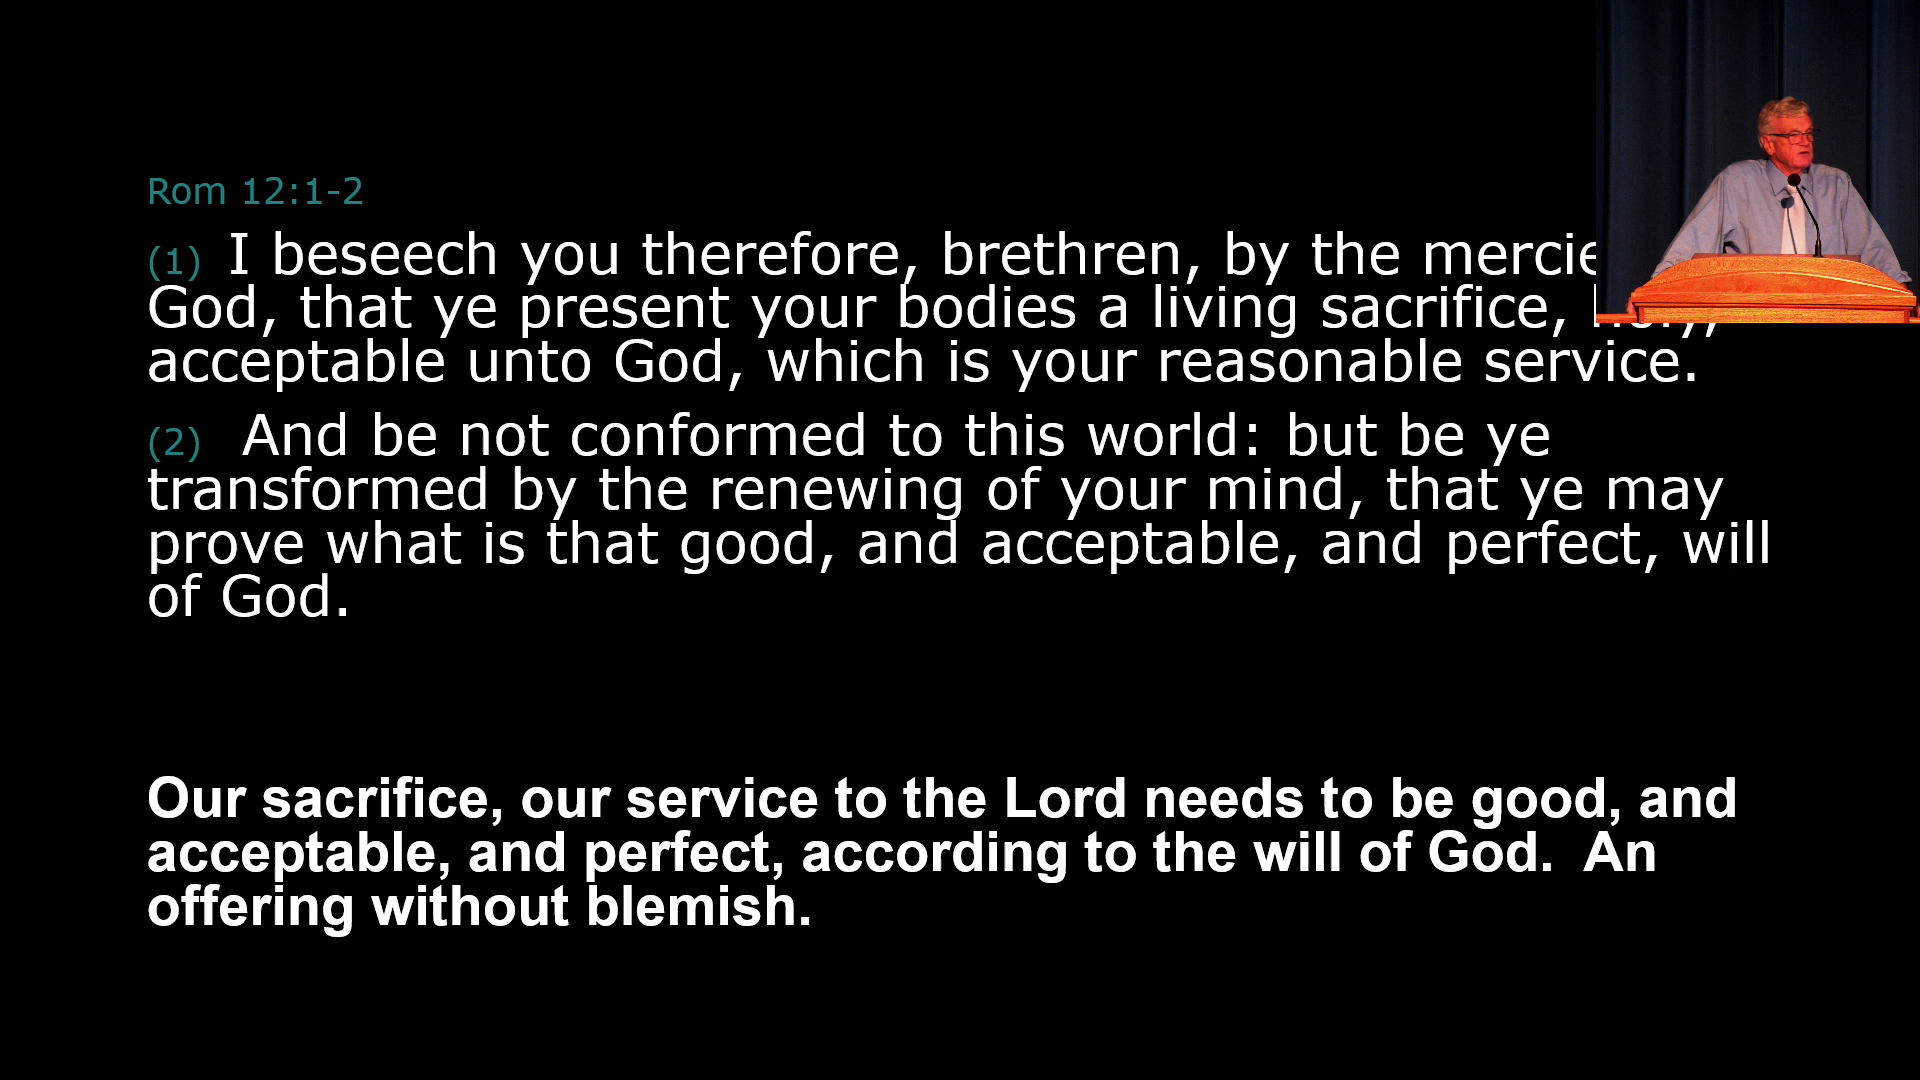 Rom 12:1-2
(1) I beseech you therefore, brethren, by the
God, that ye present your bodies a living sacrifice,
acceptable unto God, which is your reasonable service.
(2) And be not conformed to this world: but be ye
transformed by the renewing of your mind, that ye may
prove what is that good, and acceptable, and perfect, will
of God.
Our sacrifice, our service to the Lord needs to be good, and
acceptable, and perfect, according to the will of God. An
offering without blemish.